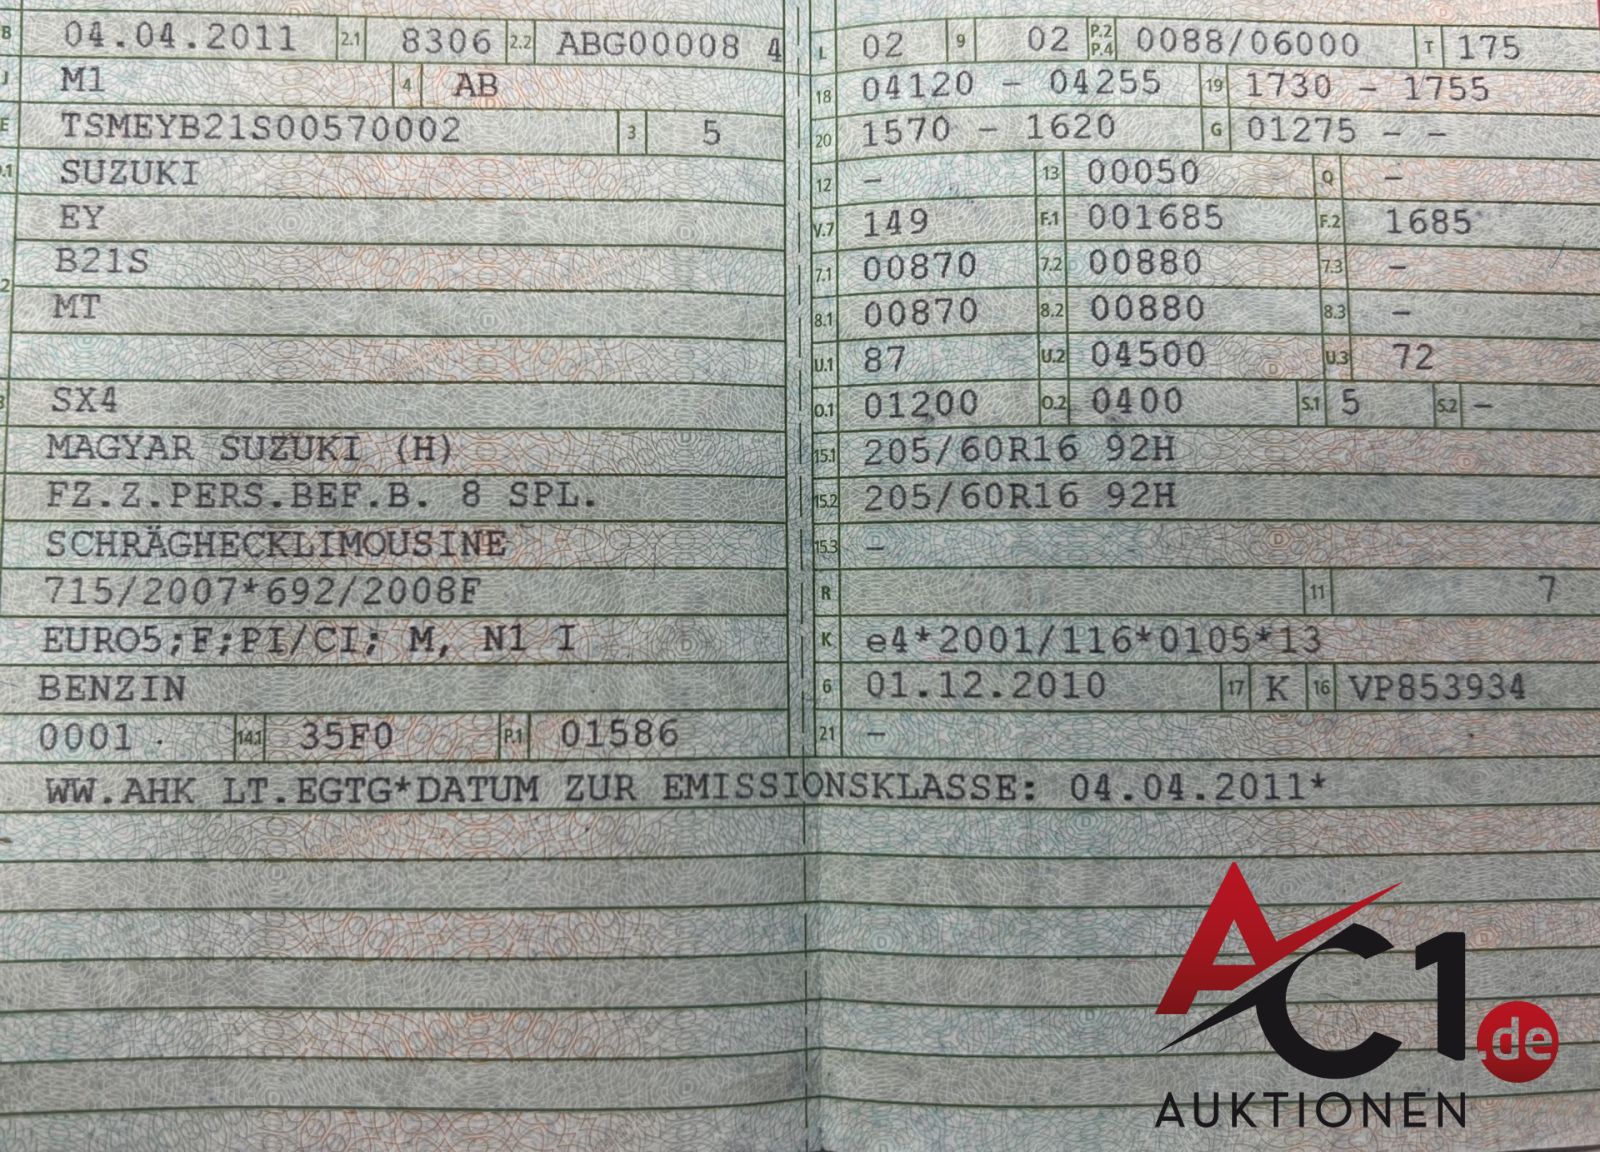 B 04.04.2011 2.1 8306 2.2 ABG00008 4
J M1 4 AB
E TSMEYB21S00570002 3 5
.1 SUZUKI
EY
B21S
2
MT
3 SX4
MAGYAR SUZUKI (H)
FZ.Z.PERS.BEF.B. 8 SPL.
SCHRÄGHECKLIMOUSINE
715/2007*692/2008F
EURO5;F;PI/CI; M, N1 I
BENZIN
0001 14.1 35F0 P.1 01586
L 02 9 02 P.2 P.4 0088/06000 T 175
18 04120 - 04255 19 1730 - 1755
20 1570 - 1620 G 01275 - -
12 - 13 00050 Q -
V.7 149 F.1 001685 F.2 1685
7.1 00870 7.2 00880 7.3 -
8.1 00870 8.2 00880 8.3 -
U.1 87 U.2 04500 U.3 72
O.1 01200 O.2 0400 S.1 5 S.2 -
15.1 205/60R16 92H
15.2 205/60R16 92H
15.3 -
R 11 7
K e4*2001/116*0105*13
6 01.12.2010 17 K 16 VP853934
21 -
WW.AHK LT.EGTG*DATUM ZUR EMISSIONSKLASSE: 04.04.2011*
AC1.de
AUKTIONEN